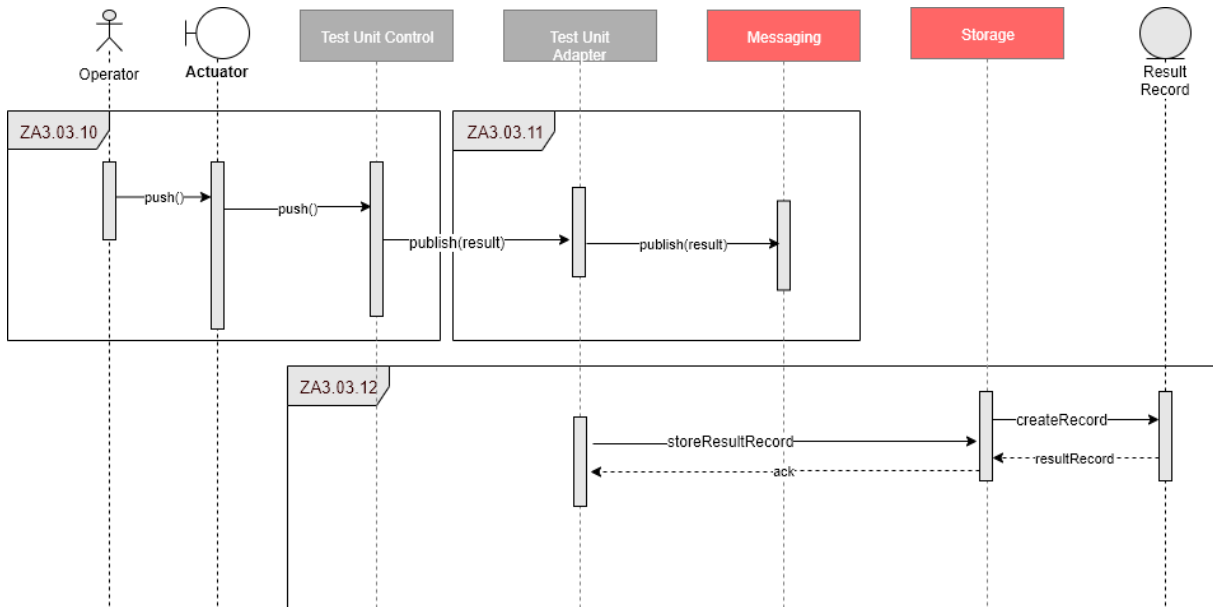 Operator
Actuator
Test Unit Control
Test Unit
Adapter
Messaging
Storage
Result
Record
ZA3.03.10
ZA3.03.11
push()
push()
publish(result)
publish(result)
ZA3.03.12
createRecord
storeResultRecord
resultRecord
ack